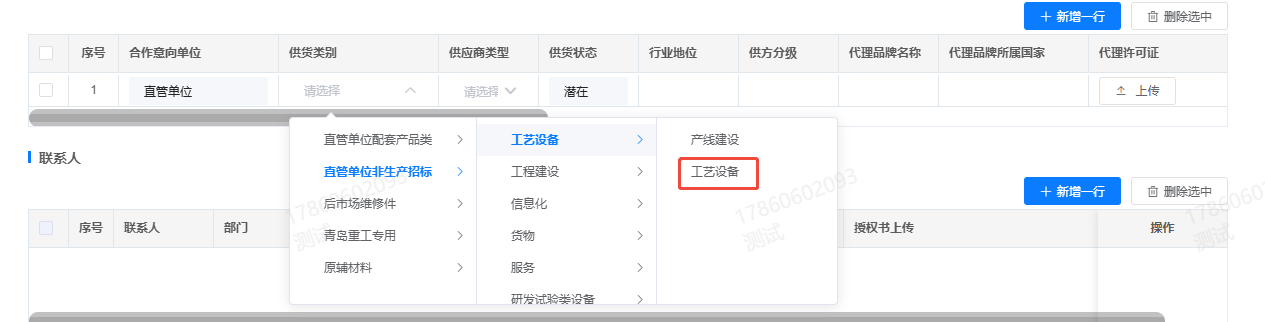 新增一行 删除选中
序号 合作意向单位 供货类别 供应商类型 供货状态 行业地位 供方分级 代理品牌名称 代理品牌所属国家 代理许可证
1 直管单位 请选择 请选择 潜在 上传
直管单位配套产品类 工艺设备 产线建设
联系人
直管单位非生产招标 工程建设 工艺设备
新增一行 删除选中
后市场维修件 信息化
序号 联系人 部门 授权书上传 操作
青岛重工专用 货物
原辅材料 服务
研发试验类设备
17860602093
测试
17860602093
测试
17860602093
测试